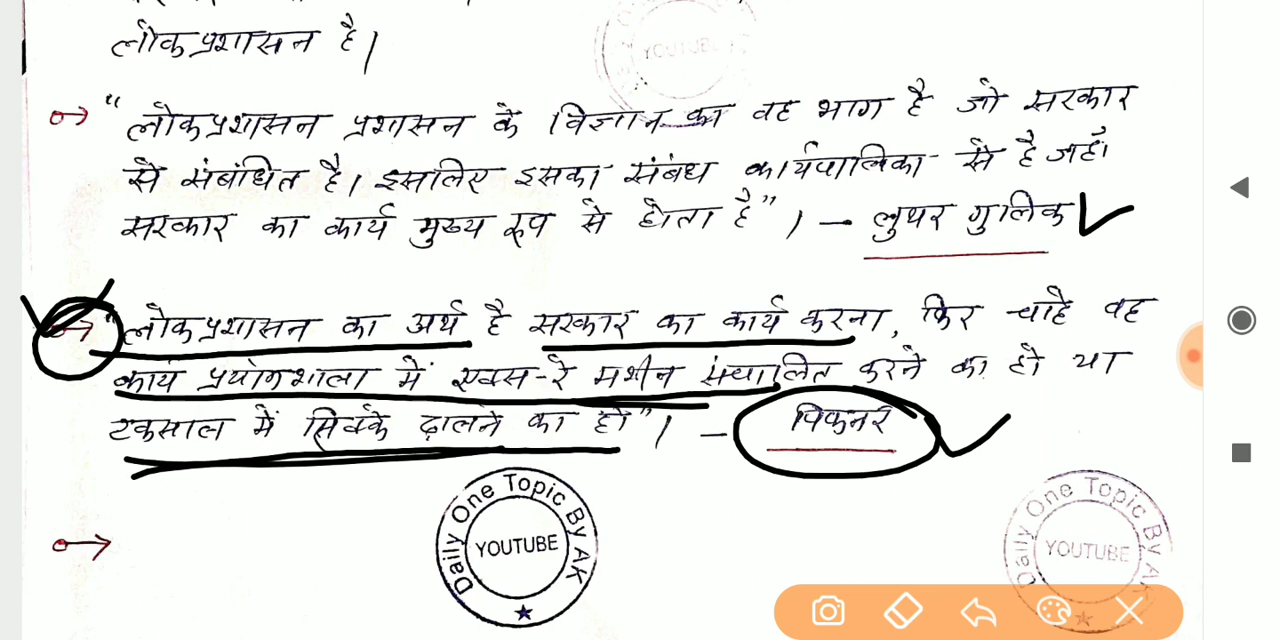 लोकप्रशासन है।
"लोकप्रशासन प्रशासन के विज्ञान का वह भाग है जो सरकार
से संबंधित है। इसलिए इसका संबंध कार्यपालिका से है जहाँ
सरकार का कार्य मुख्य रूप से होता है"। - लुथर गुलिक
"लोकप्रशासन का अर्थ है सरकार का कार्य करना, फिर चाहे वह
कार्य प्रयोगशाला में एक्स-रे मशीन संचालित करने का हो या
टकसाल में सिक्के ढ़ालने का हो"। - पिकनर
Daily One Topic By AK
YOUTUBE
Daily One Topic By AK
YOUTUBE
YOUTUBE